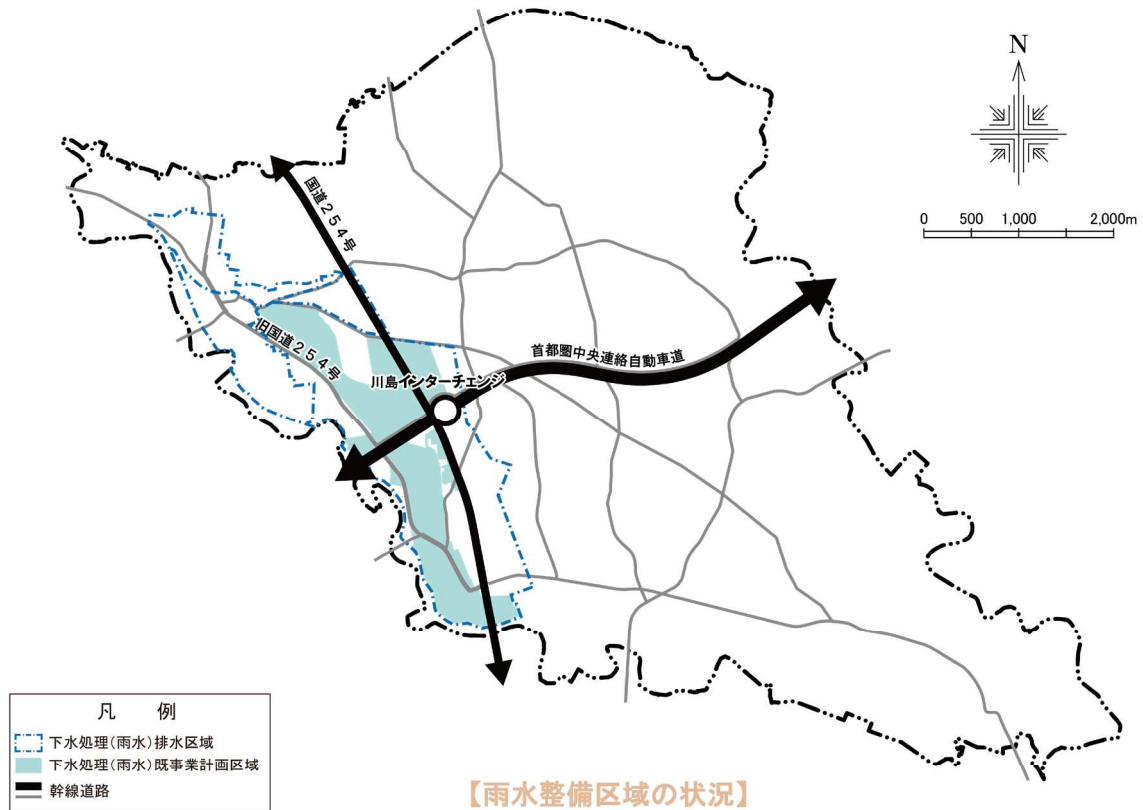 N
0 500 1,000 2,000m
国道254号
旧国道254号
首都圏中央連絡自動車道
川島インターチェンジ
凡 例
下水処理(雨水)排水区域
下水処理(雨水)既事業計画区域
幹線道路
【雨水整備区域の状況】